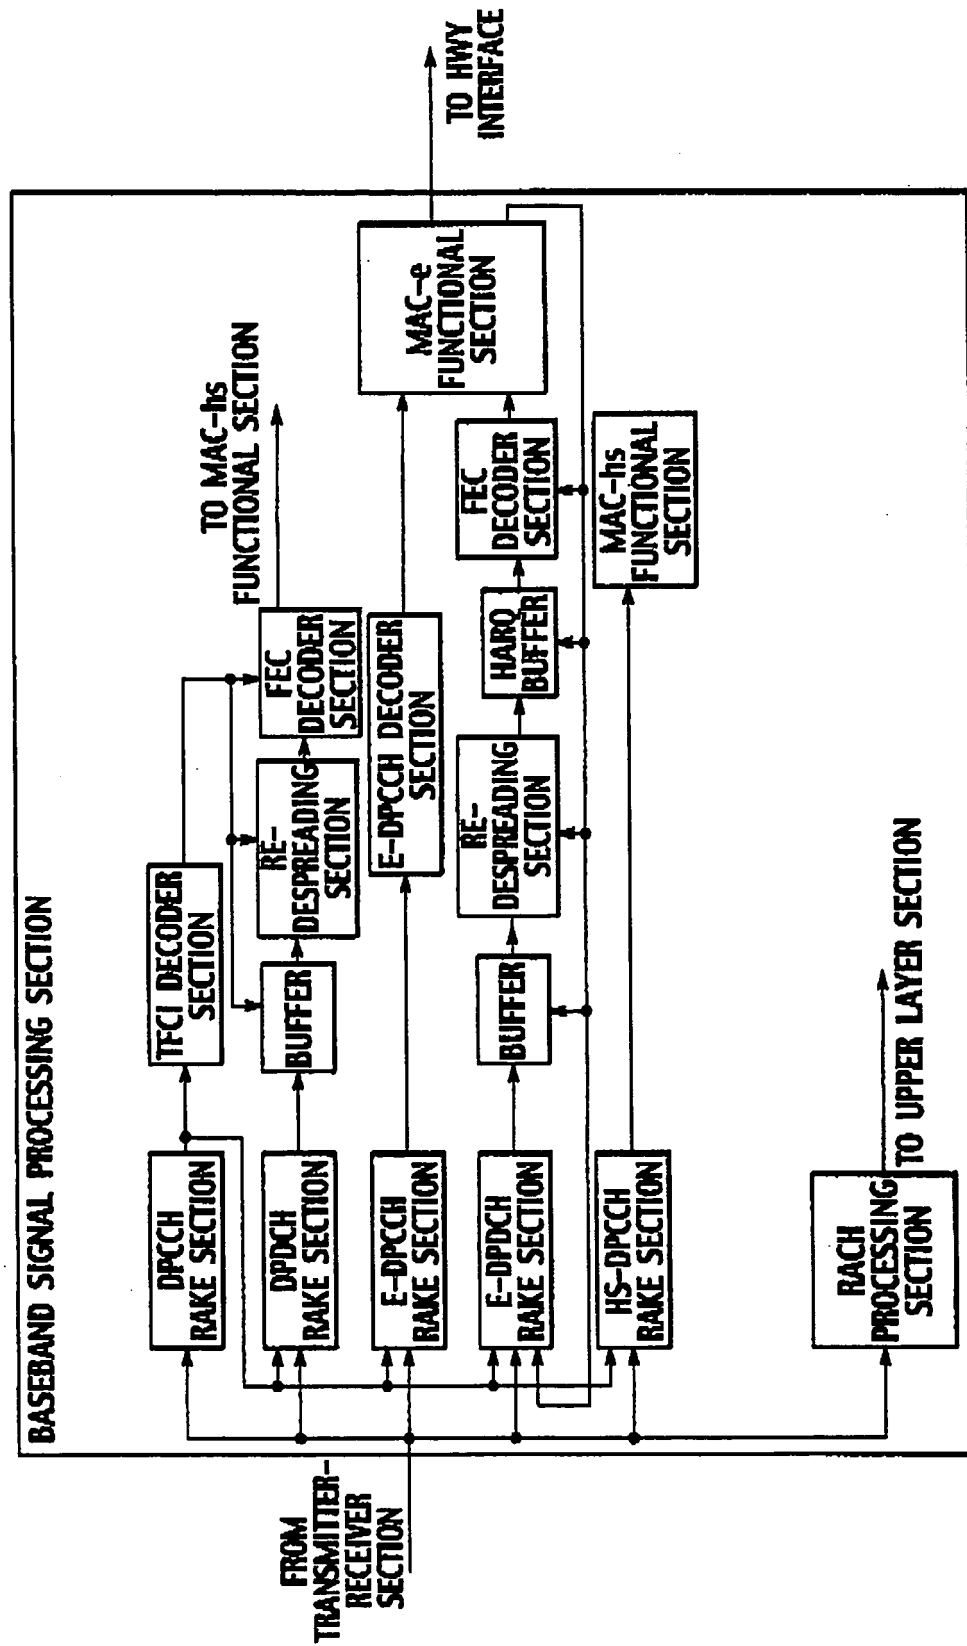 BASEBAND SIGNAL PROCESSING SECTION
FROM
TRANSMITTER-
RECEIVER
SECTION
DPCCH
RAKE SECTION
TFCI DECODER
SECTION
DPDCH
RAKE SECTION
BUFFER
RE-
DESPREADING
SECTION
FEC
DECODER
SECTION
TO MAC-hs
FUNCTIONAL SECTION
E-DPCCH
RAKE SECTION
E-DPCCH DECODER
SECTION
MAC-e
FUNCTIONAL
SECTION
TO HWY
INTERFACE
E-DPDCH
RAKE SECTION
BUFFER
RE-
DESPREADING
SECTION
HARQ
BUFFER
FEC
DECODER
SECTION
HS-DPCCH
RAKE SECTION
MAC-hs
FUNCTIONAL
SECTION
RACH
PROCESSING
SECTION
TO UPPER LAYER SECTION